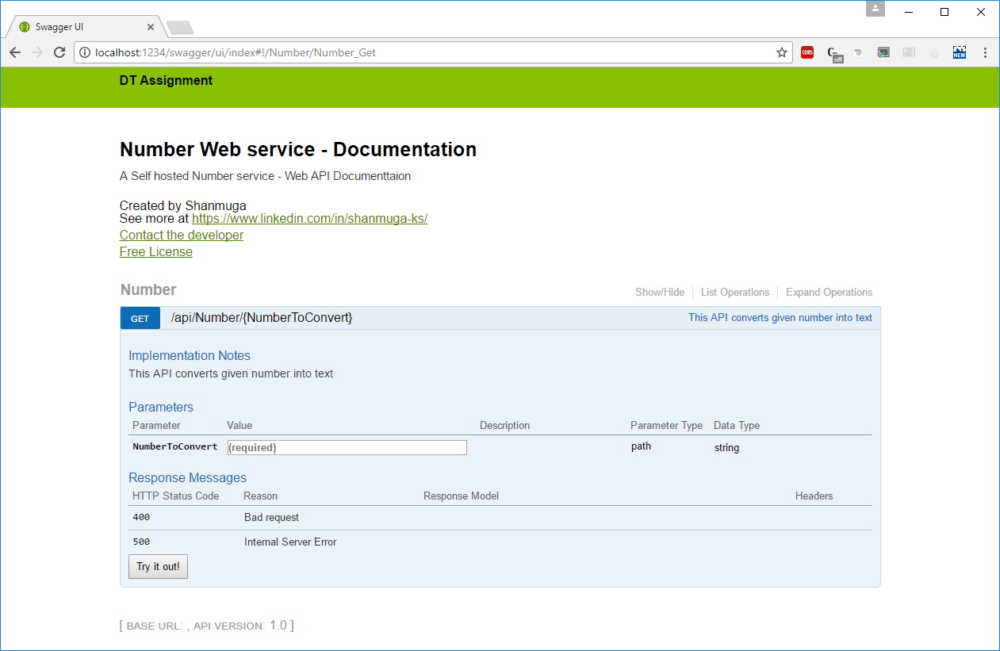 Swagger UI
localhost:1234/swagger/ui/index#!/Number/Number_Get
CORS
C
off
NEW
DT Assignment
Number Web service - Documentation
A Self hosted Number service - Web API Documenttaion
Created by Shanmuga
See more at https://www.linkedin.com/in/shanmuga-ks/
Contact the developer
Free License
Number
Show/Hide List Operations Expand Operations
GET /api/Number/{NumberToConvert} This API converts given number into text
Implementation Notes
This API converts given number into text
Parameters
Parameter Value Description Parameter Type Data Type
NumberToConvert (required) path string
Response Messages
HTTP Status Code Reason Response Model Headers
400 Bad request
500 Internal Server Error
Try it out!
[ BASE URL: , API VERSION: 1.0 ]